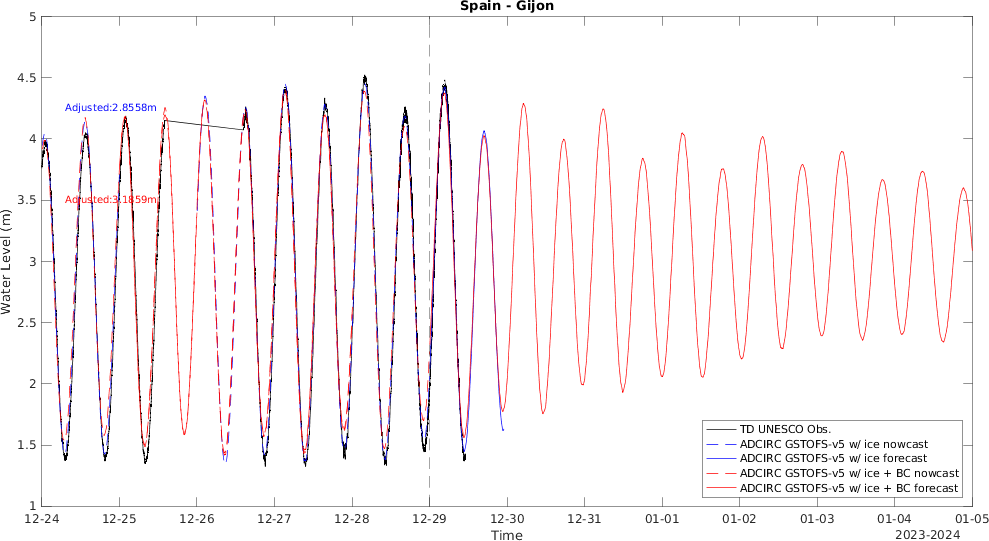 Spain - Gijon
5
4.5
4
3.5
3
2.5
2
1.5
1
Water Level (m)
Adjusted:2.8558m
Adjusted:3.1859m
TD UNESCO Obs.
ADCIRC GSTOFS-v5 w/ ice nowcast
ADCIRC GSTOFS-v5 w/ ice forecast
ADCIRC GSTOFS-v5 w/ ice + BC nowcast
ADCIRC GSTOFS-v5 w/ ice + BC forecast
12-24 12-25 12-26 12-27 12-28 12-29 12-30 12-31 01-01 01-02 01-03 01-04 01-05
Time
2023-2024